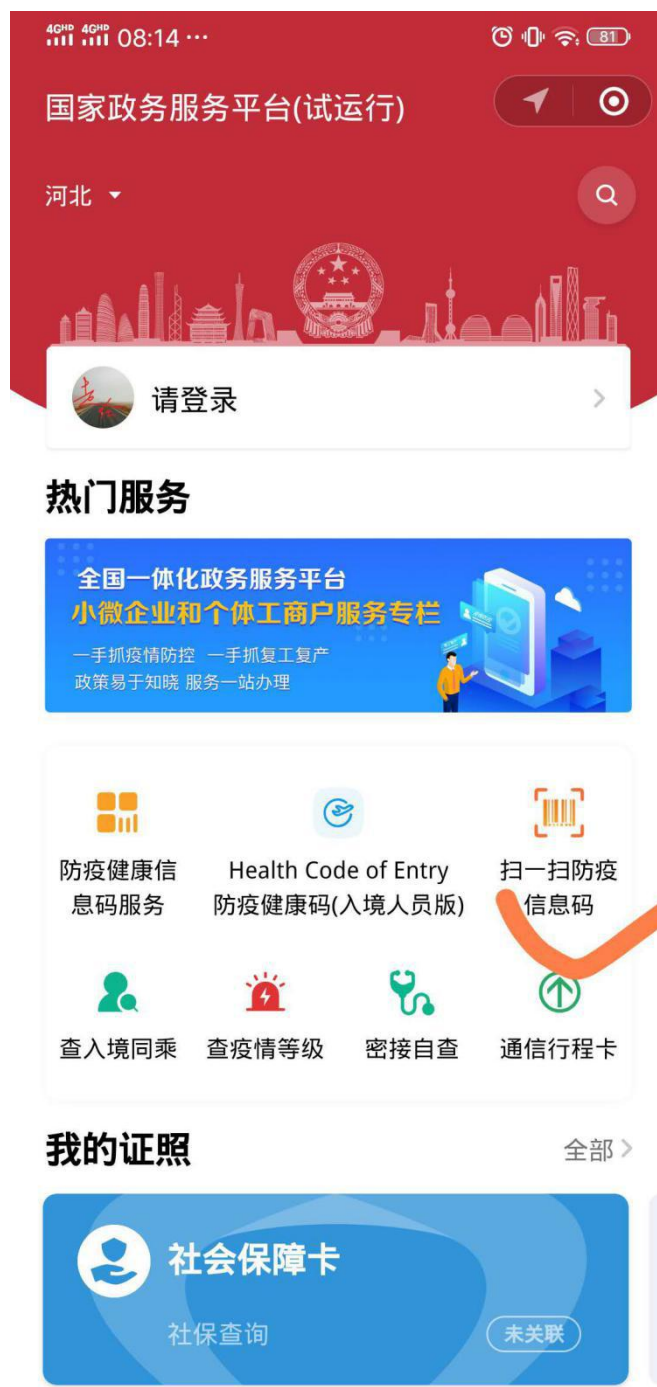 4GHD 4GHD 08:14 ··· 81
国家政务服务平台(试运行)
河北
请登录
热门服务
全国一体化政务服务平台
小微企业和个体工商户服务专栏
一手抓疫情防控 一手抓复工复产
政策易于知晓 服务一站办理
防疫健康信
息码服务
Health Code of Entry
防疫健康码(入境人员版)
扫一扫防疫
信息码
查入境同乘
查疫情等级
密接自查
通信行程卡
我的证照
全部
社会保障卡
社保查询
未关联